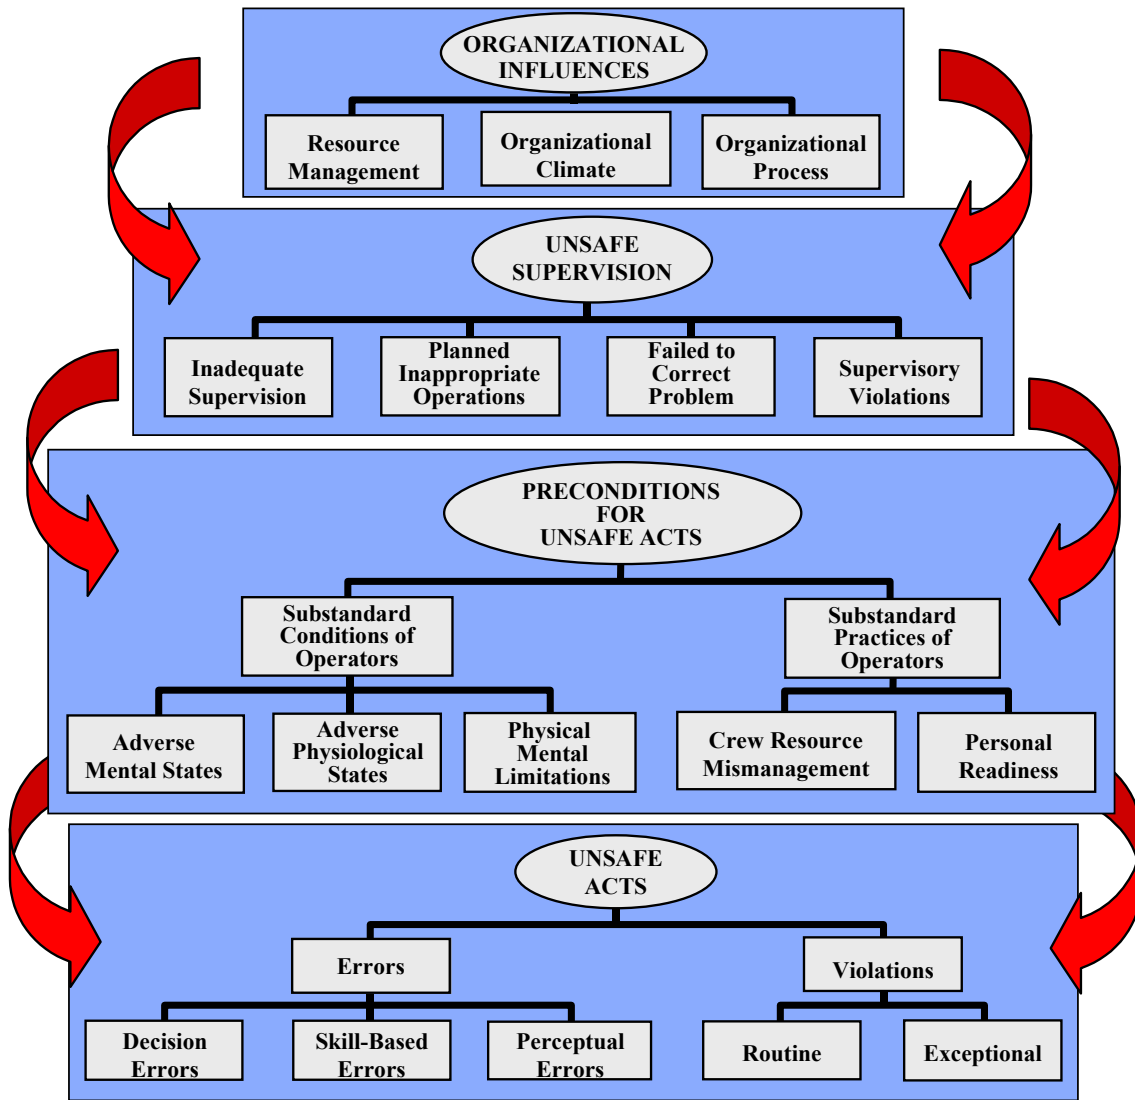 ORGANIZATIONAL
INFLUENCES
Resource
Management
Organizational
Climate
Organizational
Process
UNSAFE
SUPERVISION
Inadequate
Supervision
Planned
Inappropriate
Operations
Failed to
Correct
Problem
Supervisory
Violations
PRECONDITIONS
FOR
UNSAFE ACTS
Substandard
Conditions of
Operators
Substandard
Practices of
Operators
Adverse
Mental States
Adverse
Physiological
States
Physical
Mental
Limitations
Crew Resource
Mismanagement
Personal
Readiness
UNSAFE
ACTS
Errors
Violations
Decision
Errors
Skill-Based
Errors
Perceptual
Errors
Routine
Exceptional